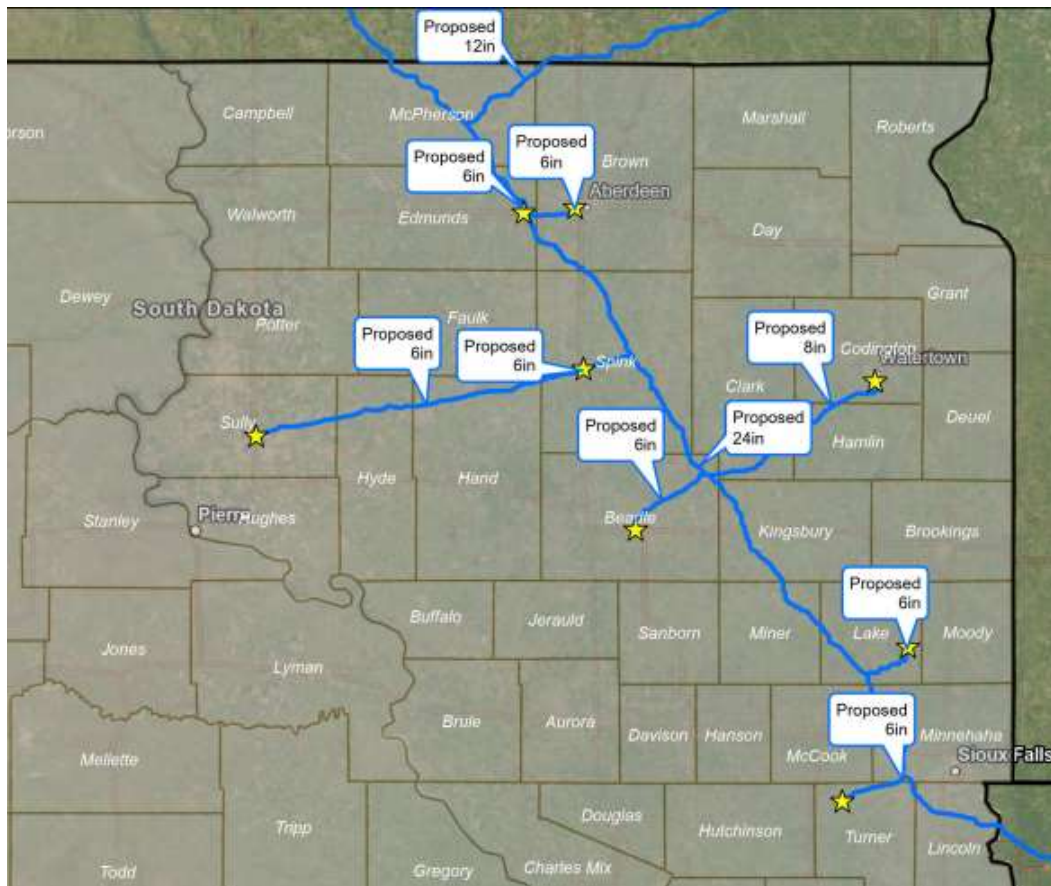 Proposed
12in
Campbell
McPherson
Marshall
Roberts
orson
Proposed
6in
Proposed
6in
Brown
Aberdeen
Walworth
Edmunds
Day
Dewey
Grant
South Dakota
Potter
Faulk
Proposed
6in
Proposed
6in
Spink
Proposed
8in
Codington
Watertown
Clark
Deuel
Sully
Proposed
6in
Proposed
24in
Hamlin
Hyde
Hand
Stanley
Pierre
Hughes
Beadle
Kingsbury
Brookings
Proposed
6in
Buffalo
Jerauld
Sanborn
Miner
Lake
Moody
Jones
Lyman
Proposed
6in
Brule
Aurora
Davison
Hanson
McCook
Minnehaha
Sioux Falls
Mellette
Tripp
Douglas
Hutchinson
Turner
Lincoln
Todd
Gregory
Charles Mix